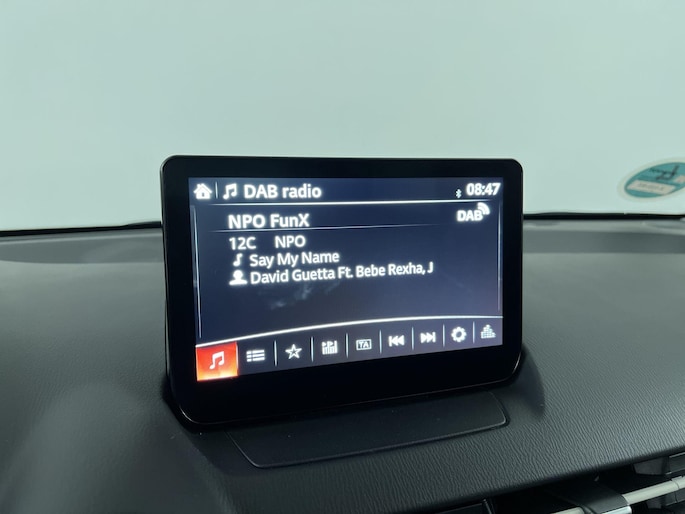 DAB radio
08:47
NPO FunX
DAB
12C NPO
Say My Name
David Guetta Ft. Bebe Rexha, J
TA